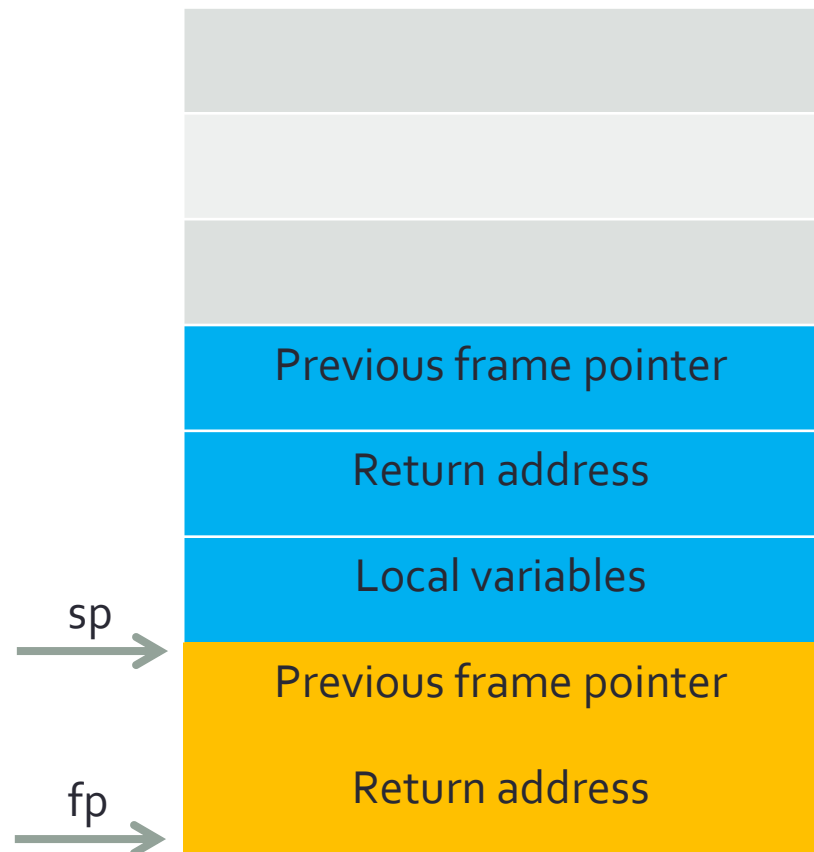 Previous frame pointer
Return address
Local variables
sp
Previous frame pointer
Return address
fp